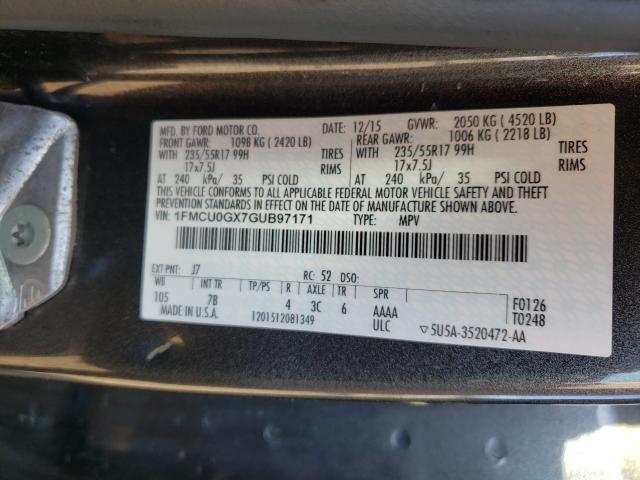 MFD. BY FORD MOTOR CO.
12/15 GVWR: 2050 KG ( 4520 LB)
FRONT GAWR: 1098 KG ( 2420 LB) REAR GAWR: 1006 KG ( 2218 LB)
WITH 235/55R17 99H TIRES WITH 235/55R17 99H TIRES
17x7.5J RIMS 17x7.5J RIMS
AT 240 kPa/ 35 PSI COLD AT 240 kPa/ 35 PSI COLD
THIS VEHICLE CONFORMS TO ALL APPLICABLE FEDERAL MOTOR VEHICLE SAFETY AND THEFT
PREVENTION STANDARDS IN EFFECT ON THE DATE OF MANUFACTURE SHOWN ABOVE.
VIN: 1FMCU0GX7GUB97171 TYPE: MPV
EXT PNT: J7 RC: 52 DSO:
WB INT TR TP/PS R AXLE TR SPR F0126
105 7B 4 3C 6 AAAA T0248
MADE IN U.S.A. 1201512081349 ULC ▽5U5A-3520472-AA